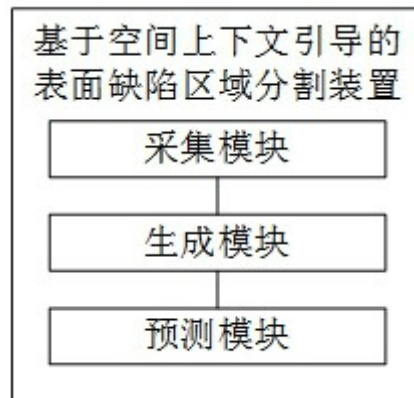 基于空间上下文引导的
表面缺陷区域分割装置
采集模块
生成模块
预测模块